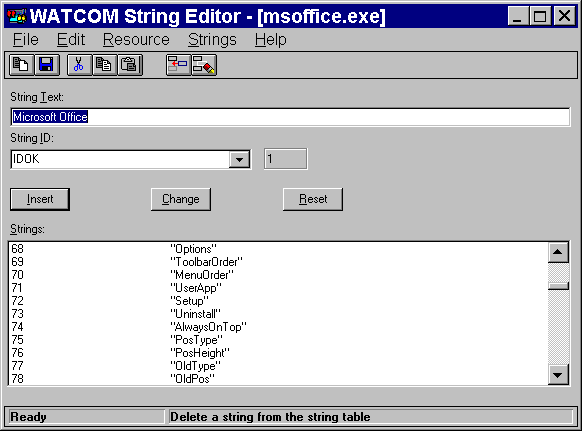 WATCOM String Editor - [msoffice.exe]
File Edit Resource Strings Help
String Text:
Microsoft Office
String ID:
IDOK 1
Insert Change Reset
Strings:
68 "Options"
69 "ToolbarOrder"
70 "MenuOrder"
71 "UserApp"
72 "Setup"
73 "Uninstall"
74 "AlwaysOnTop"
75 "PosType"
76 "PosHeight"
77 "OldType"
78 "OldPos"
Ready Delete a string from the string table